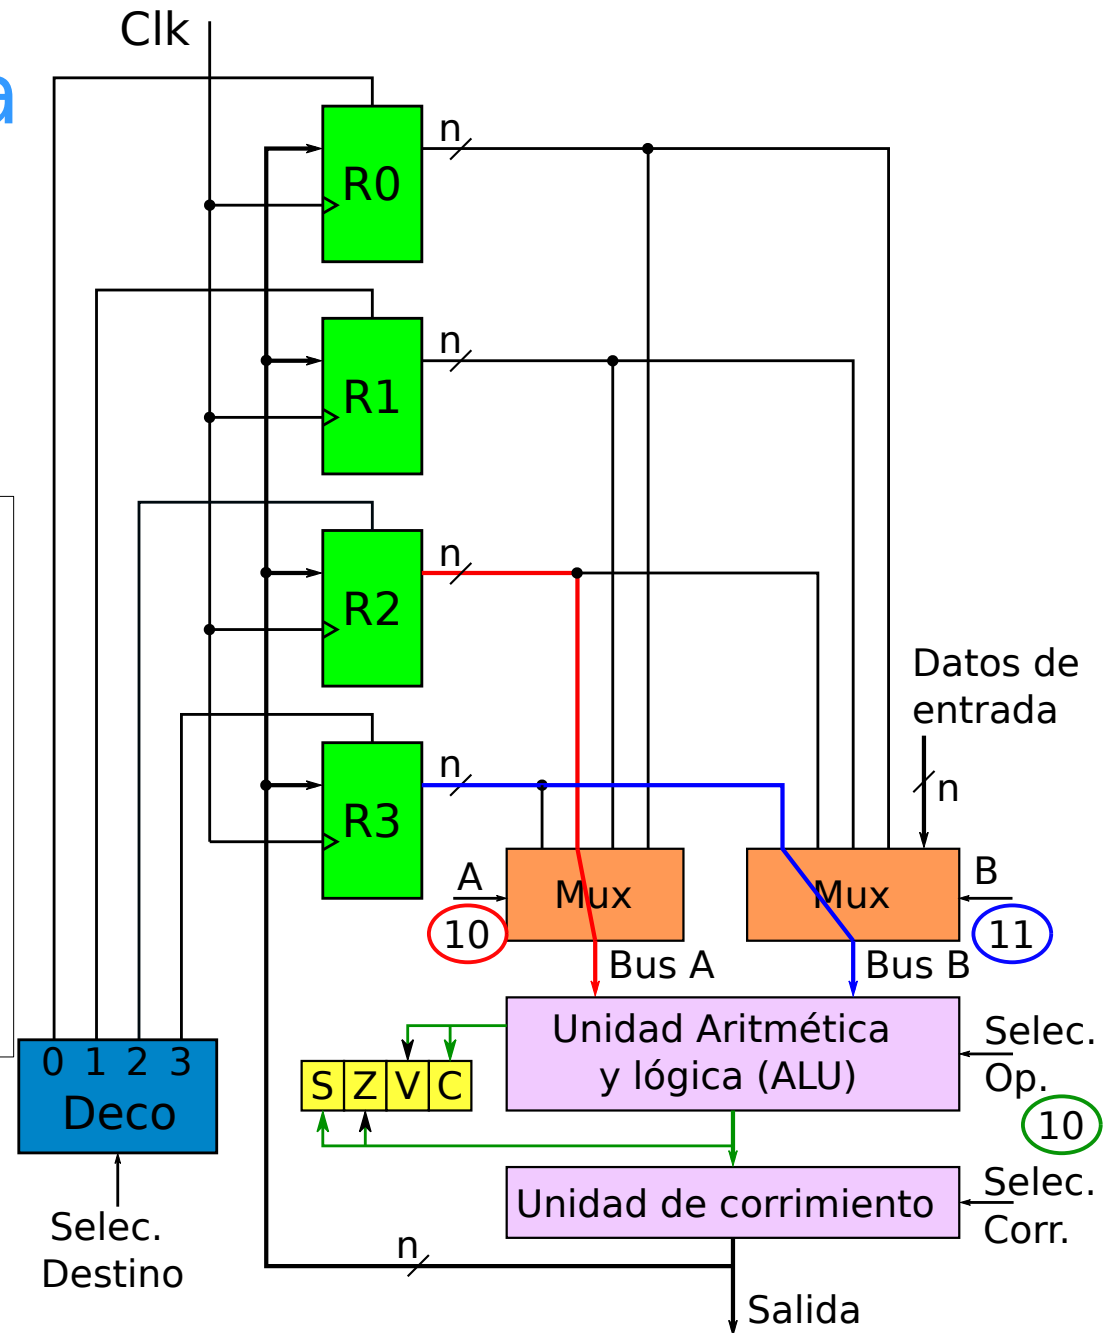 Clk
a
n
R0
n
R1
n
R2
Datos de
entrada
n
n
R3
A
Mux
Mux
B
10
11
Bus A
Bus B
Unidad Aritmética
y lógica (ALU)
Selec.
Op.
10
0 1 2 3
Deco
S Z V C
Unidad de corrimiento
Selec.
Corr.
Selec.
Destino
n
Salida